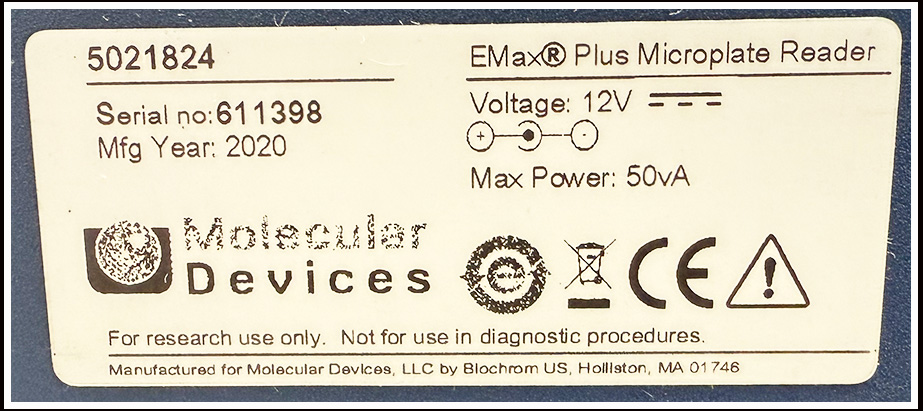 5021824
Serial no:611398
Mfg Year: 2020
EMax® Plus Microplate Reader
Voltage: 12V
Max Power: 50vA
Molecular
Devices
CE
For research use only. Not for use in diagnostic procedures.
Manufactured for Molecular Devices, LLC by Biochrom US, Holliston, MA 01746